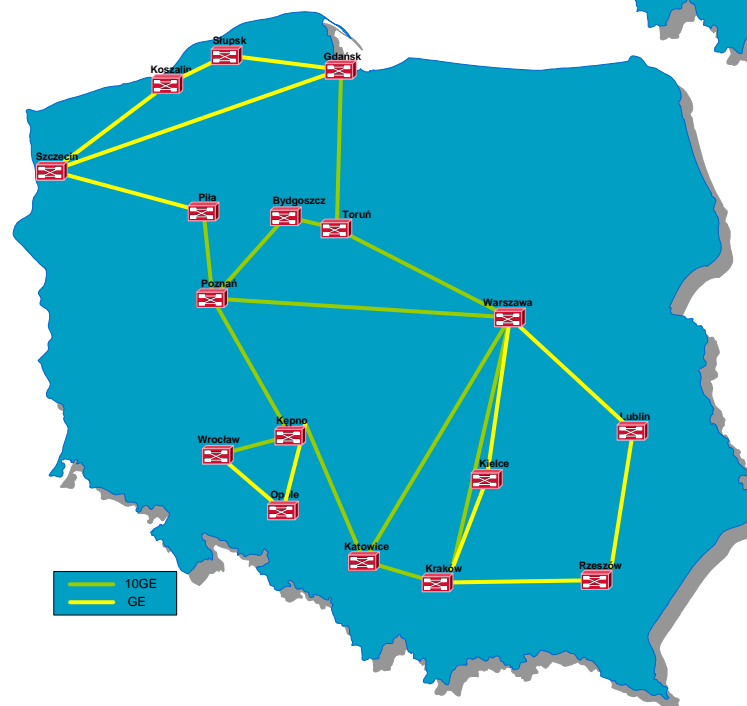 Słupsk
Gdańsk
Koszalin
Szczecin
Piła
Bydgoszcz
Toruń
Poznań
Warszawa
Lublin
Kępno
Wrocław
Kielce
Opole
Katowice
Kraków
Rzeszów
10GE
GE